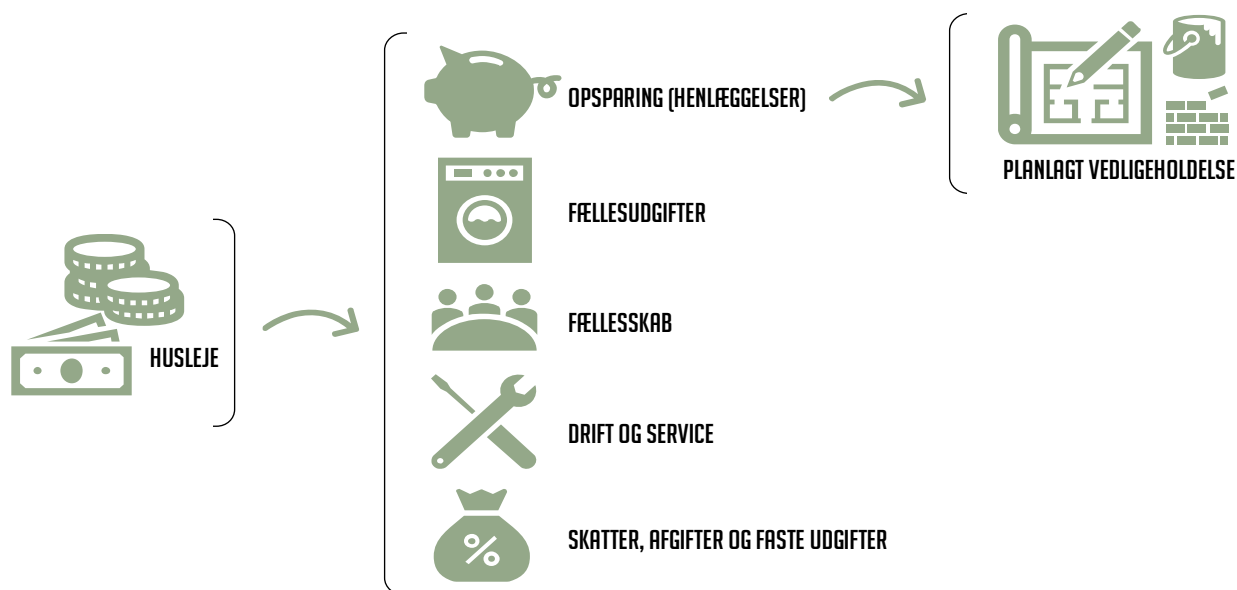 HUSLEJE
OPSPARING (HENLÆGGELSER)
FÆLLESUDGIFTER
FÆLLESSKAB
DRIFT OG SERVICE
SKATTER, AFGIFTER OG FASTE UDGIFTER
PLANLAGT VEDLIGEHOLDELSE